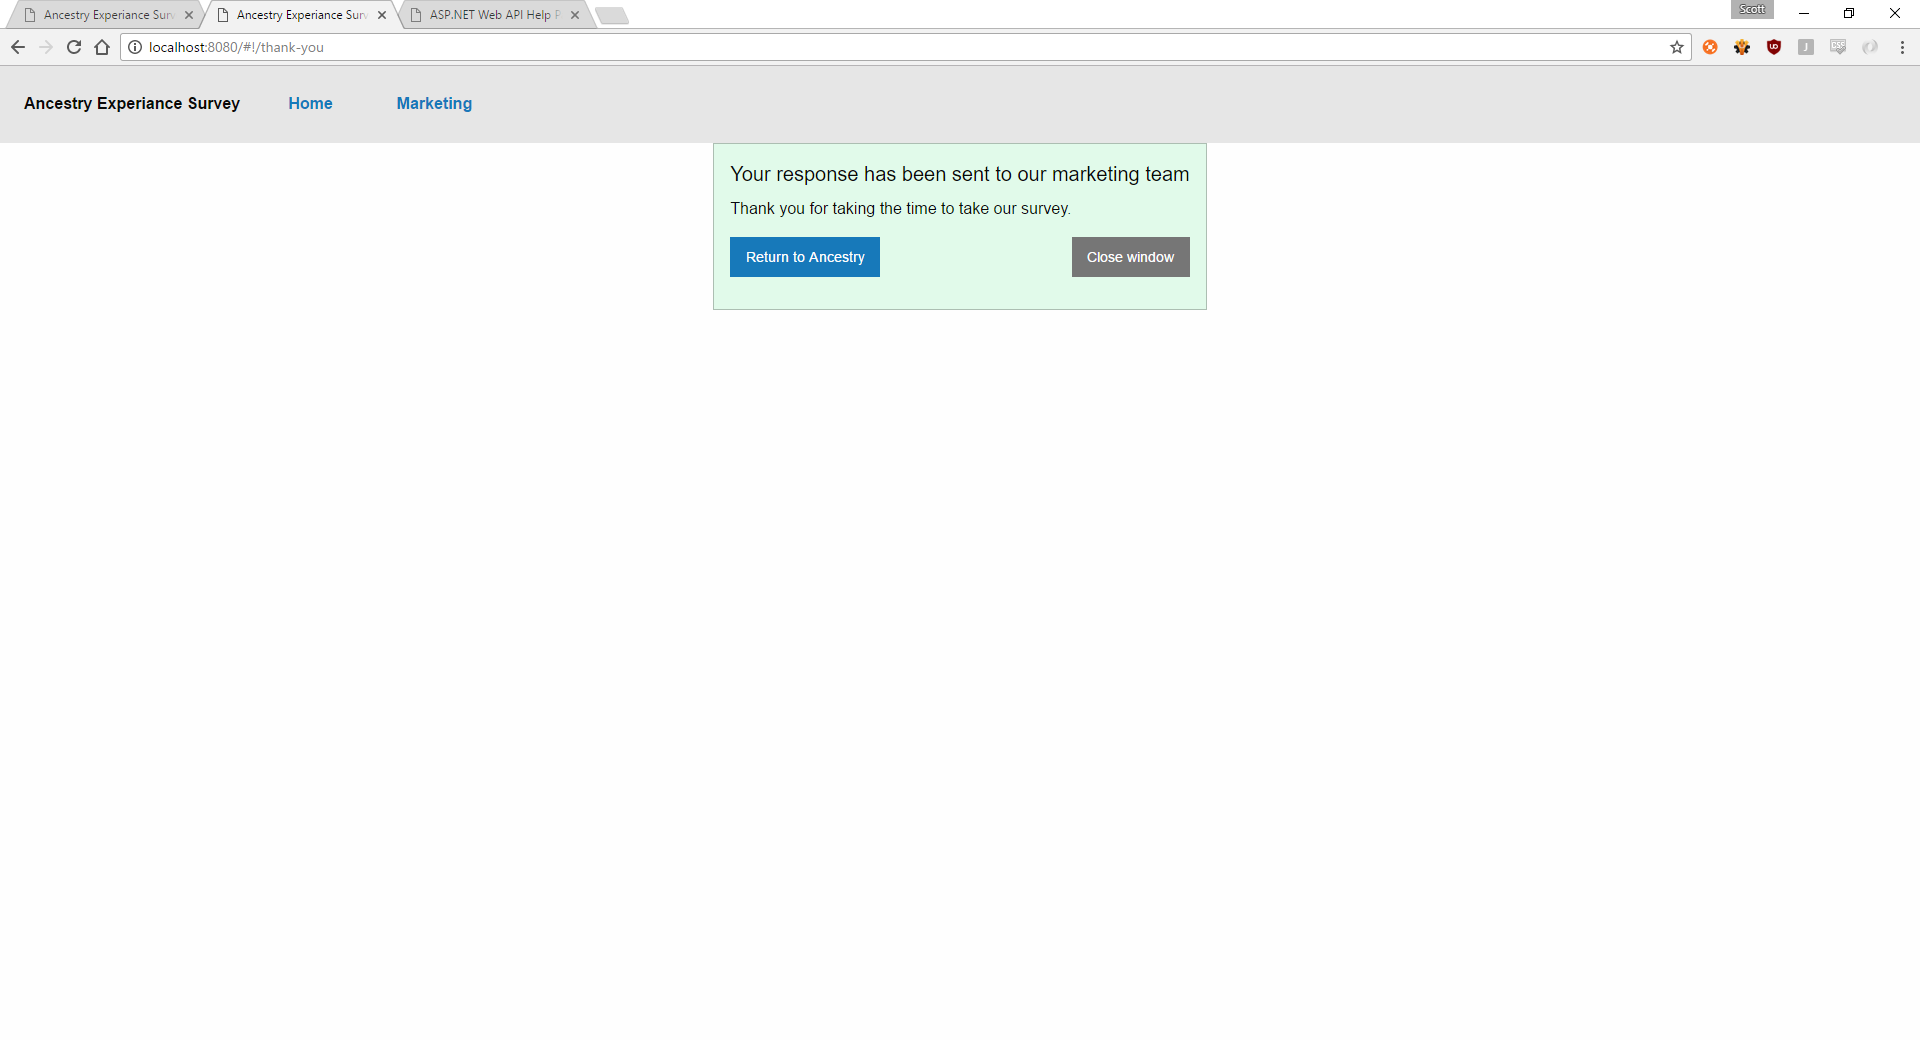 Ancestry Experiance Surv
Ancestry Experiance Surv
ASP.NET Web API Help P
Scott
localhost:8080/#!/thank-you
Ancestry Experiance Survey Home Marketing
Your response has been sent to our marketing team
Thank you for taking the time to take our survey.
Return to Ancestry Close window